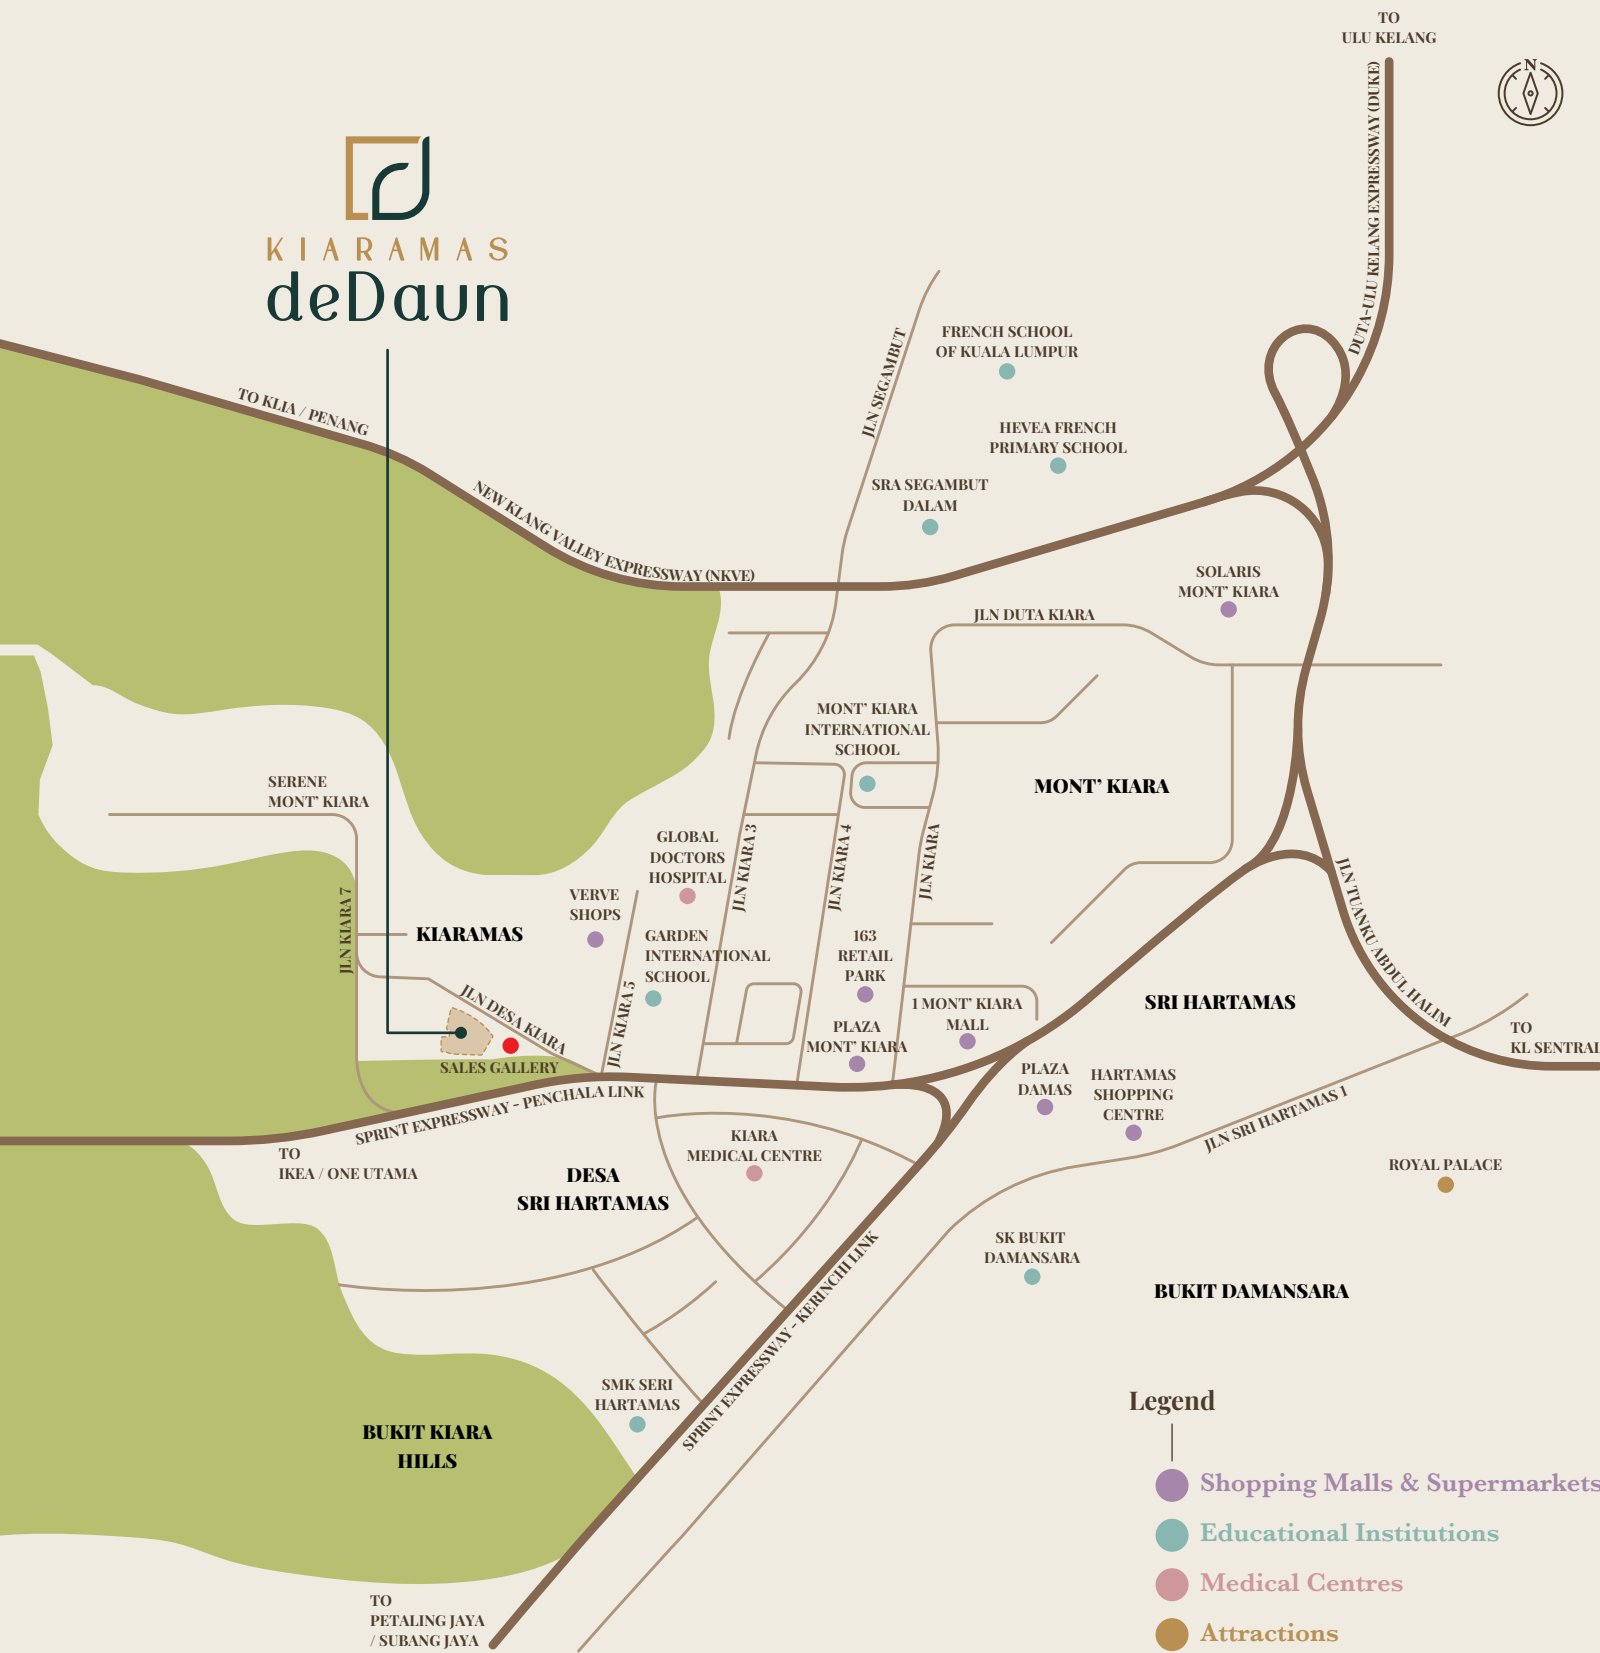 TO
ULU KELANG
N
DUTA-ULU KELANG EXPRESSWAY (DUKE)
KIARAMAS
deDaun
FRENCH SCHOOL
OF KUALA LUMPUR
JLN SEGAMBUT
TO KLIA / PENANG
HEVEA FRENCH
PRIMARY SCHOOL
SRA SEGAMBUT
DALAM
NEW KLANG VALLEY EXPRESSWAY (NKVE)
SOLARIS
MONT' KIARA
JLN DUTA KIARA
MONT' KIARA
INTERNATIONAL
SCHOOL
MONT' KIARA
SERENE
MONT' KIARA
GLOBAL
DOCTORS
HOSPITAL
JLN KIARA 3
JLN KIARA 4
JLN KIARA
VERVE
SHOPS
JLN KIARA 7
KIARAMAS
GARDEN
INTERNATIONAL
SCHOOL
163
RETAIL
PARK
JLN TUANKU ABDUL HALIM
JLN DESA KIARA
JLN KIARA 5
1 MONT' KIARA
MALL
SRI HARTAMAS
PLAZA
MONT' KIARA
TO
KL SENTRAL
SALES GALLERY
PLAZA
DAMAS
HARTAMAS
SHOPPING
CENTRE
SPRINT EXPRESSWAY - PENCHALA LINK
JLN SRI HARTAMAS 1
TO
IKEA / ONE UTAMA
KIARA
MEDICAL CENTRE
DESA
SRI HARTAMAS
ROYAL PALACE
SK BUKIT
DAMANSARA
SPRINT EXPRESSWAY - KERINCHI LINK
BUKIT DAMANSARA
SMK SERI
HARTAMAS
BUKIT KIARA
HILLS
Legend
Shopping Malls & Supermarkets
Educational Institutions
Medical Centres
Attractions
TO
PETALING JAYA
/ SUBANG JAYA